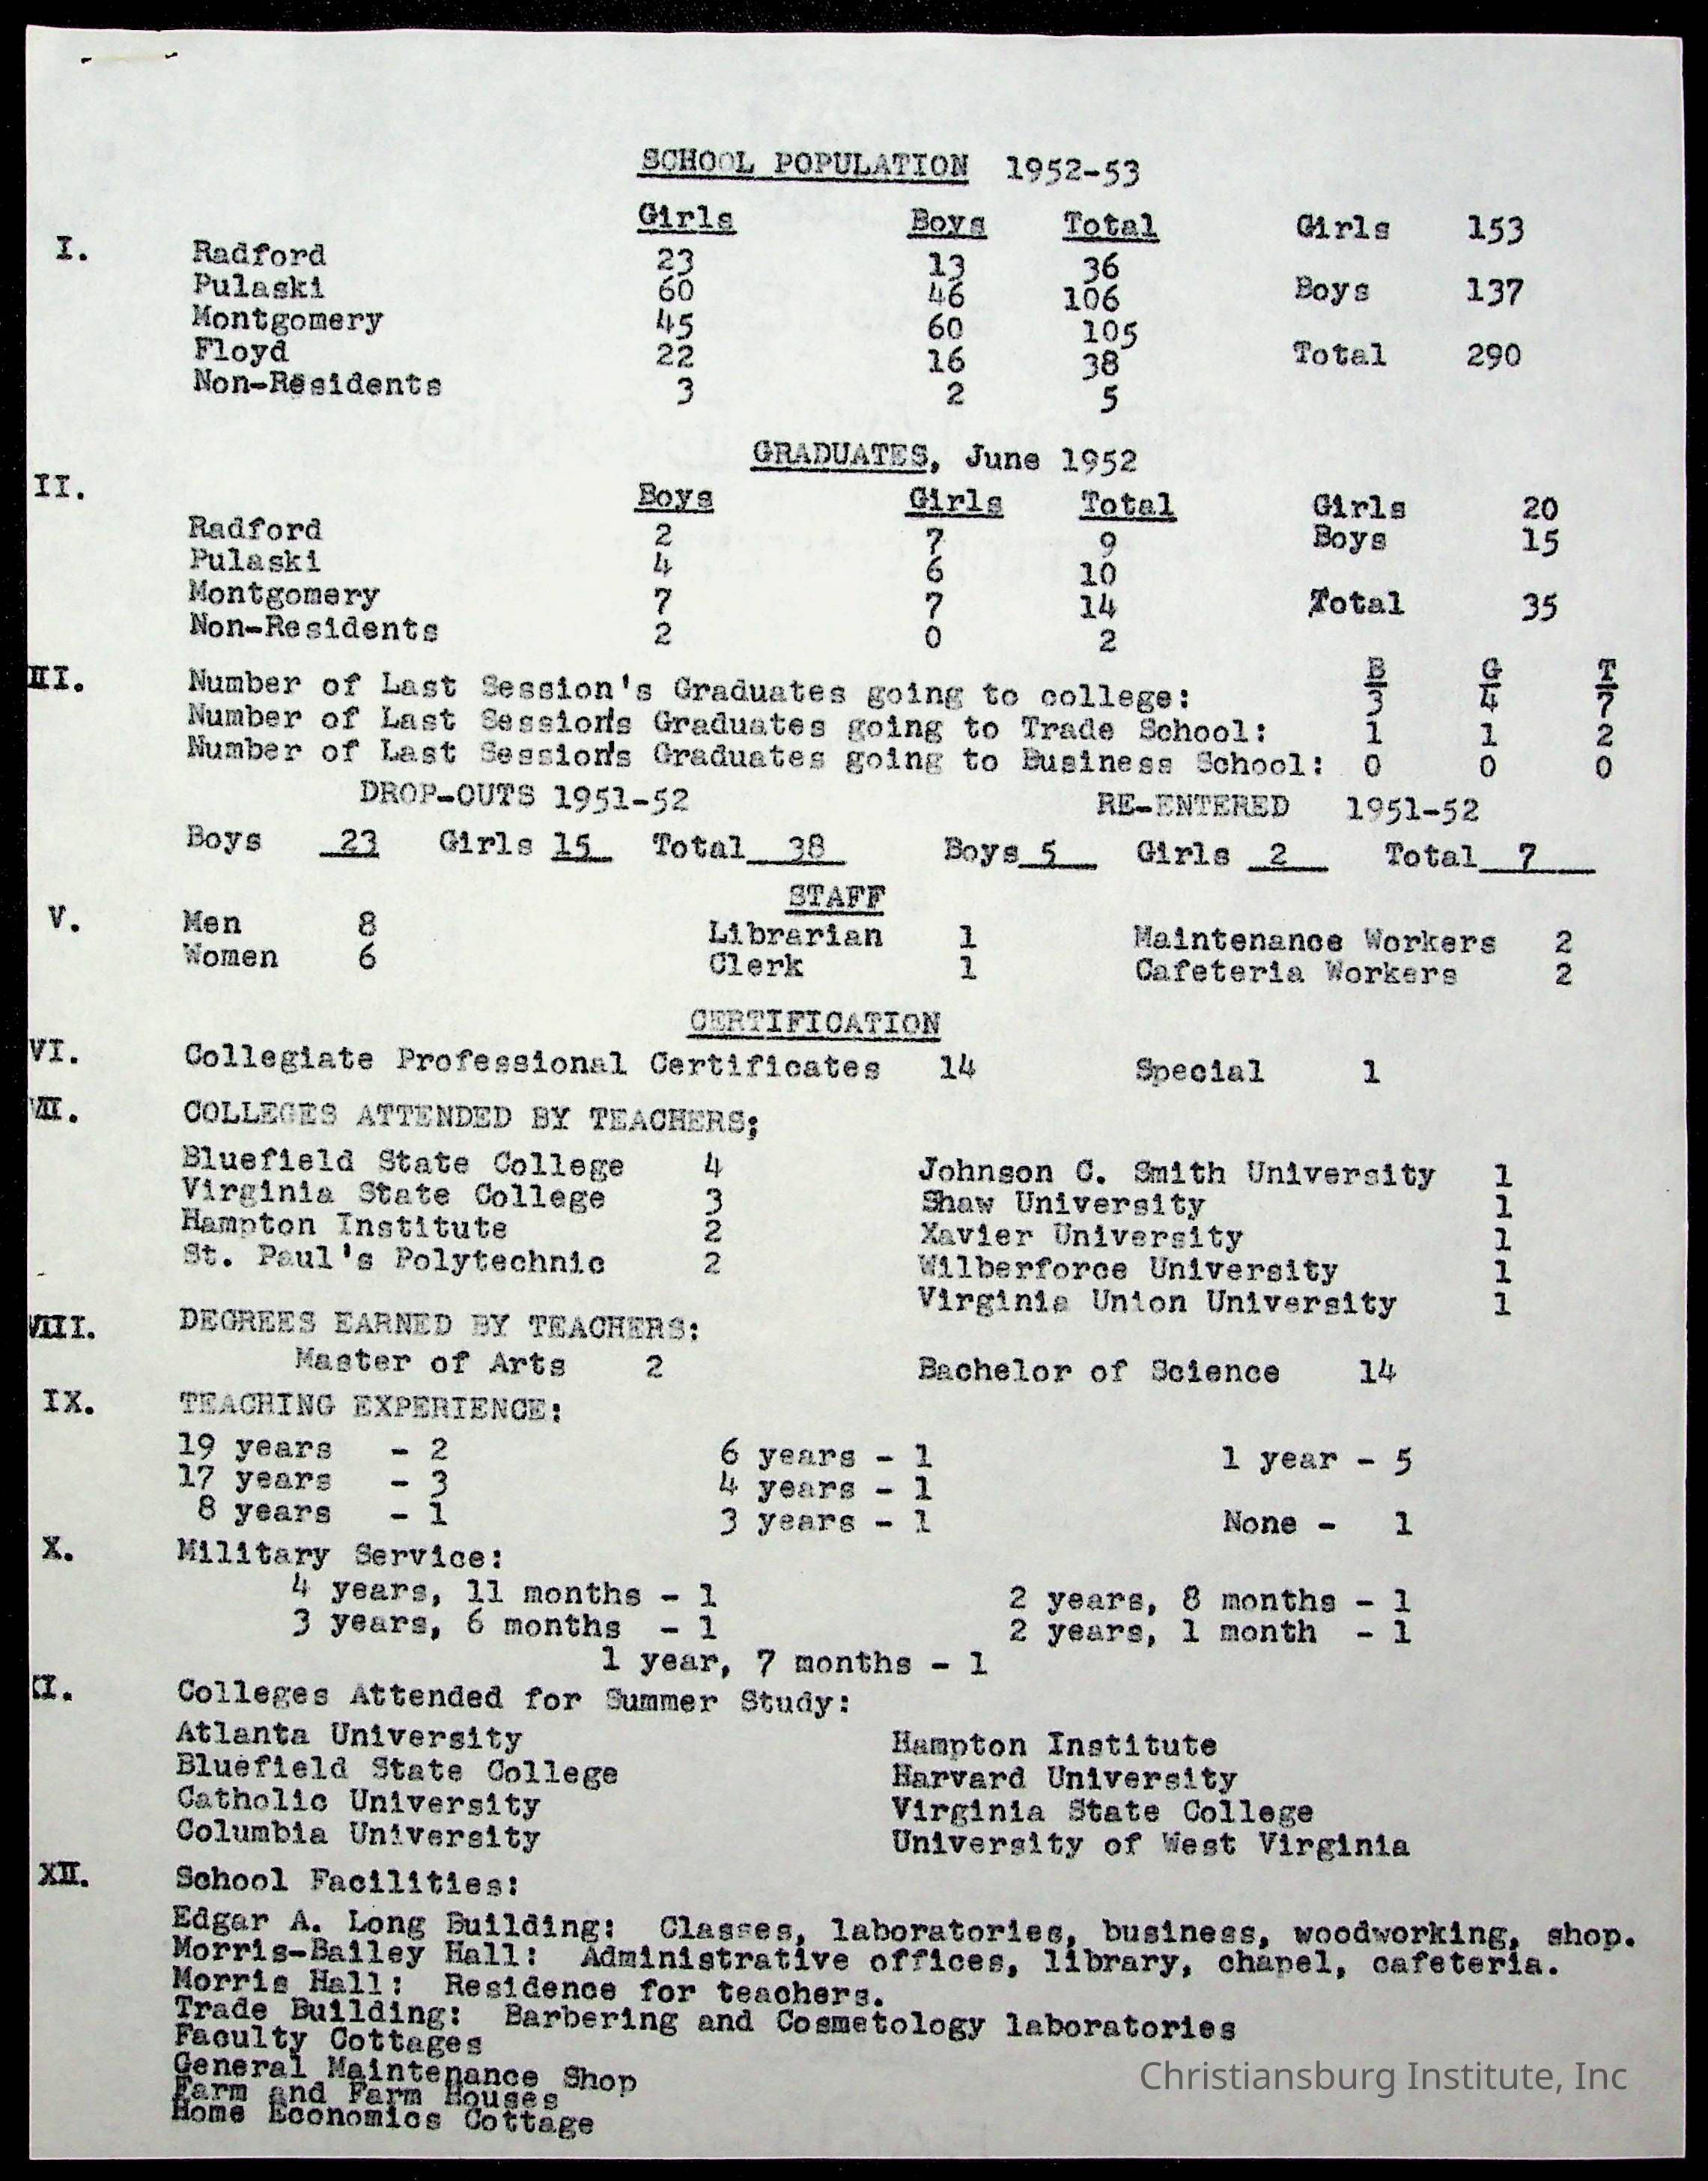 SCHOOL POPULATION 1952-53
Girls Boys Total Girls 153
I. Radford 23 13 36
Pulaski 60 46 106 Boys 137
Montgomery 45 60 105
Floyd 22 16 38 Total 290
Non-Residents 3 2 5
GRADUATES, June 1952
II.
Boys Girls Total Girls 20
Radford 2 7 9 Boys 15
Pulaski 4 6 10
Montgomery 7 7 14 Total 35
Non-Residents 2 0 2
B G T
III. Number of Last Session's Graduates going to college: 3 4 7
Number of Last Session's Graduates going to Trade School: 1 1 2
Number of Last Session's Graduates going to Business School: 0 0 0
DROP-OUTS 1951-52 RE-ENTERED 1951-52
Boys 23 Girls 15 Total 38 Boys 5 Girls 2 Total 7
STAFF
V. Men 8 Librarian 1 Maintenance Workers 2
Women 6 Clerk 1 Cafeteria Workers 2
CERTIFICATION
VI. Collegiate Professional Certificates 14 Special 1
VII. COLLEGES ATTENDED BY TEACHERS;
Bluefield State College 4 Johnson C. Smith University 1
Virginia State College 3 Shaw University 1
Hampton Institute 2 Xavier University 1
St. Paul's Polytechnic 2 Wilberforce University 1
Virginia Union University 1
VIII. DEGREES EARNED BY TEACHERS:
Master of Arts 2 Bachelor of Science 14
IX. TEACHING EXPERIENCE:
19 years - 2 6 years - 1 1 year - 5
17 years - 3 4 years - 1
8 years - 1 3 years - 1 None - 1
X. Military Service:
4 years, 11 months - 1 2 years, 8 months - 1
3 years, 6 months - 1 2 years, 1 month - 1
1 year, 7 months - 1
XI. Colleges Attended for Summer Study:
Atlanta University Hampton Institute
Bluefield State College Harvard University
Catholic University Virginia State College
Columbia University University of West Virginia
XII. School Facilities:
Edgar A. Long Building: Classes, laboratories, business, woodworking, shop.
Morris-Bailey Hall: Administrative offices, library, chapel, cafeteria.
Morris Hall: Residence for teachers.
Trade Building: Barbering and Cosmetology laboratories
Faculty Cottages
General Maintenance Shop
Farm and Farm Houses
Home Economics Cottage
Christiansburg Institute, Inc